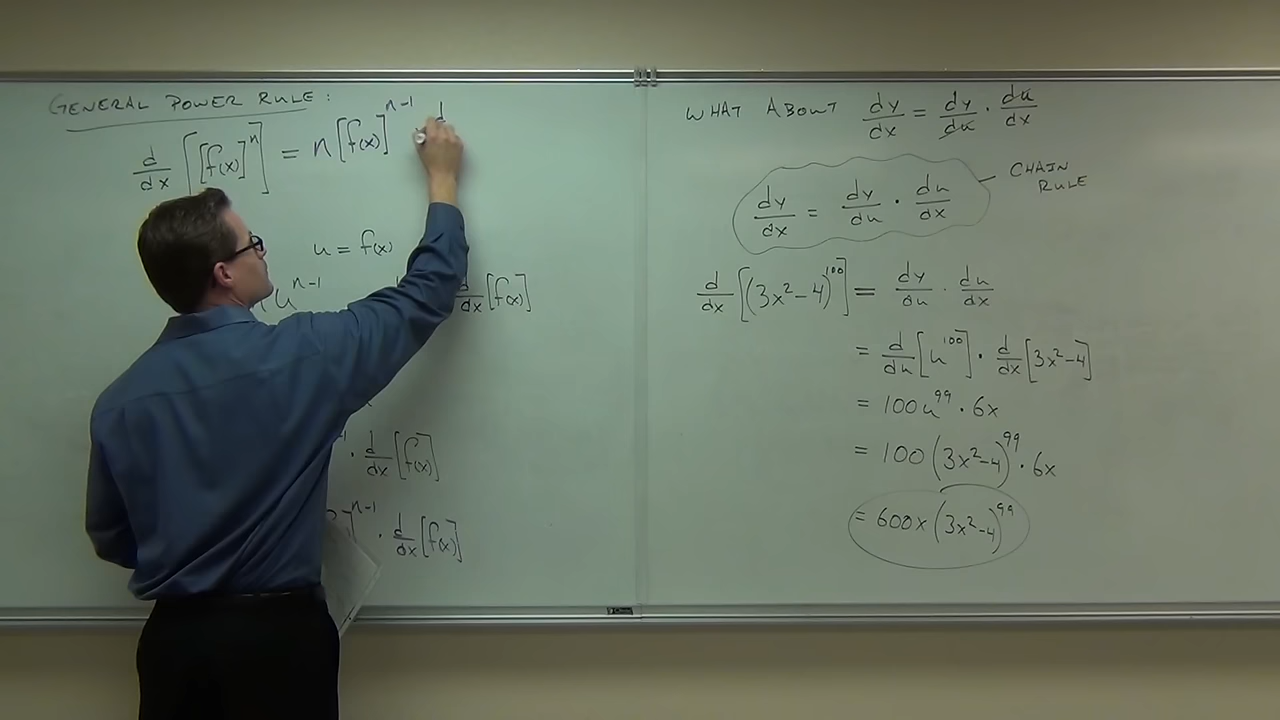 GENERAL POWER RULE:
d/dx [[f(x)]^n] = n[f(x)]^(n-1) d
u = f(x)
u^(n-1) d/dx [f(x)]
· d/dx [f(x)]
^(n-1) · d/dx [f(x)]
WHAT ABOUT dy/dx = dy/du · du/dx
dy/dx = dy/du · du/dx
CHAIN
RULE
d/dx [(3x²-4)^100] = dy/du · du/dx
= d/du [u^100] · d/dx [3x²-4]
= 100u^99 · 6x
= 100(3x²-4)^99 · 6x
= 600x(3x²-4)^99